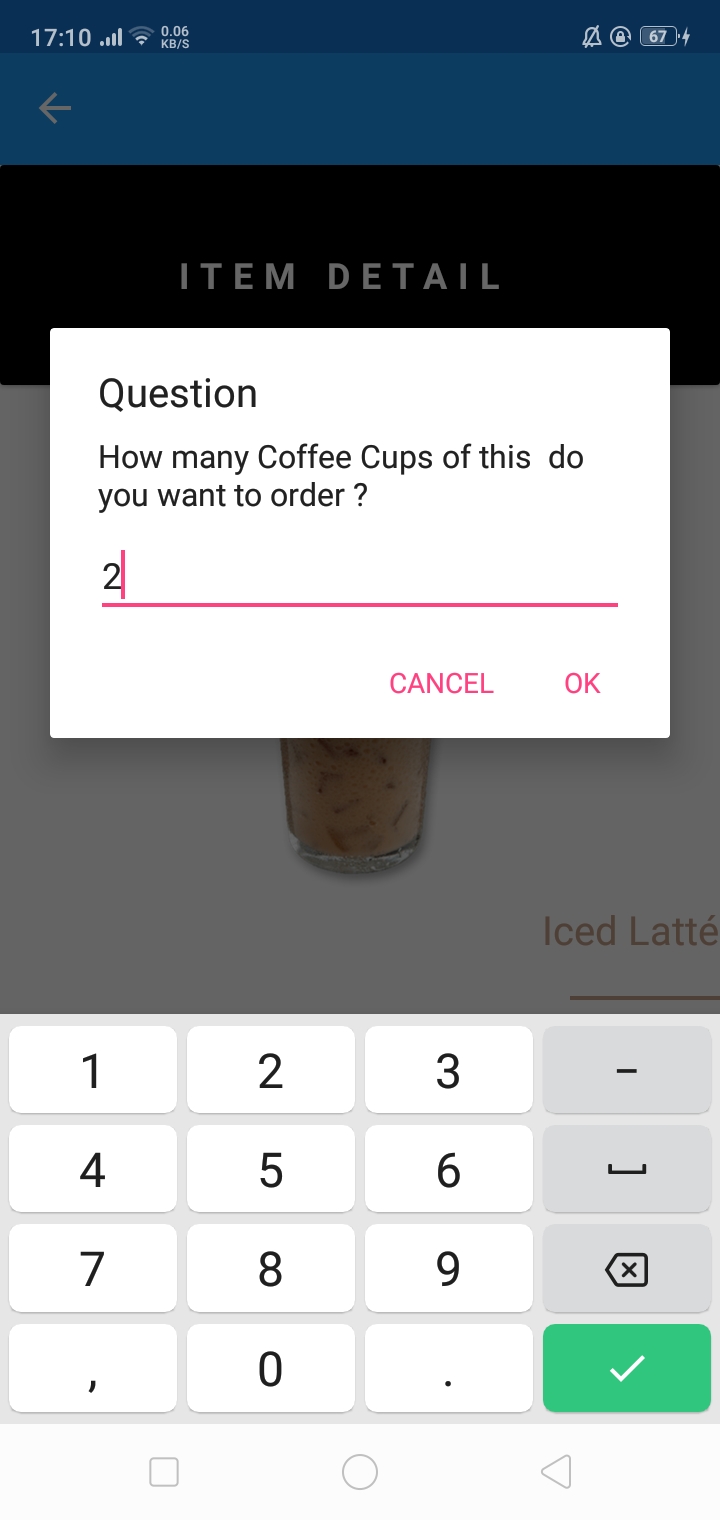 17:10 0.06 KB/S 67
ITEM DETAIL
Question
How many Coffee Cups of this  do
you want to order ?
2
CANCEL OK
Iced Latté
1 2 3 –
4 5 6
7 8 9
, 0 .